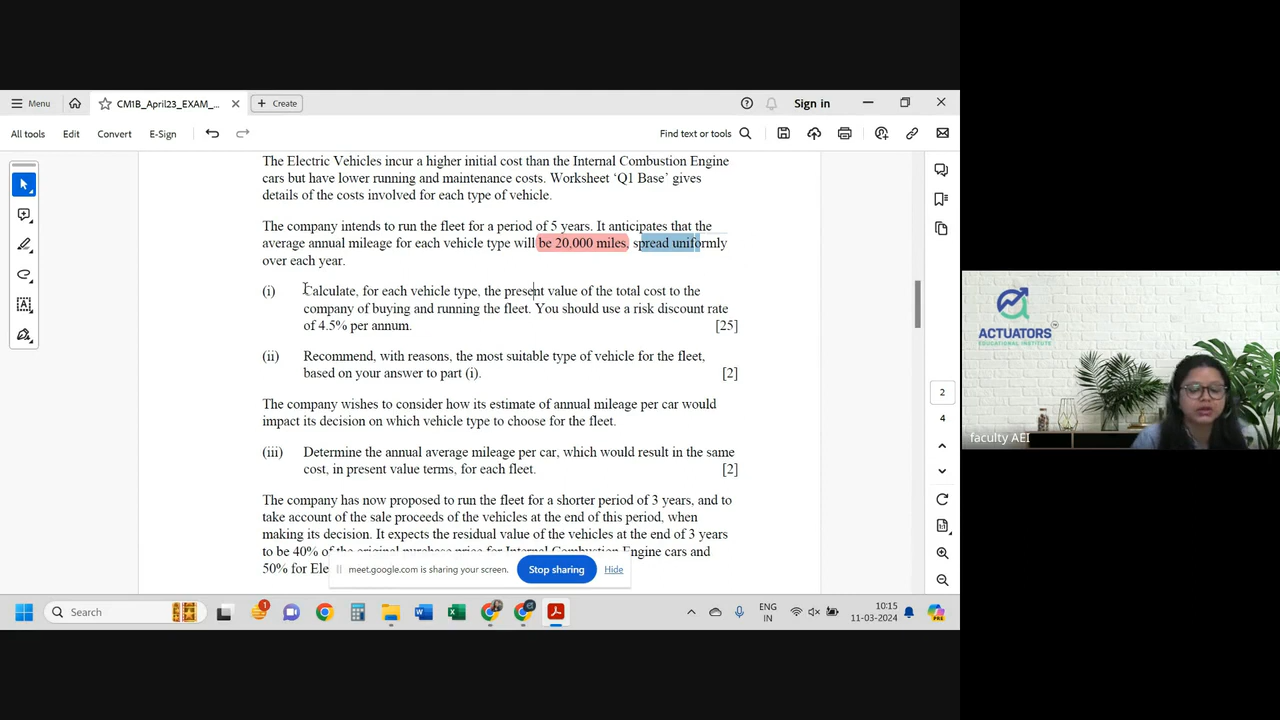 Menu
CM1B_April23_EXAM_...
Create
Sign in
All tools
Edit
Convert
E-Sign
Find text or tools
The Electric Vehicles incur a higher initial cost than the Internal Combustion Engine
cars but have lower running and maintenance costs. Worksheet ‘Q1 Base’ gives
details of the costs involved for each type of vehicle.
The company intends to run the fleet for a period of 5 years. It anticipates that the
average annual mileage for each vehicle type will be 20,000 miles, spread uniformly
over each year.
(i) Calculate, for each vehicle type, the present value of the total cost to the
company of buying and running the fleet. You should use a risk discount rate
of 4.5% per annum. [25]
(ii) Recommend, with reasons, the most suitable type of vehicle for the fleet,
based on your answer to part (i). [2]
The company wishes to consider how its estimate of annual mileage per car would
impact its decision on which vehicle type to choose for the fleet.
(iii) Determine the annual average mileage per car, which would result in the same
cost, in present value terms, for each fleet. [2]
The company has now proposed to run the fleet for a shorter period of 3 years, and to
take account of the sale proceeds of the vehicles at the end of this period, when
making its decision. It expects the residual value of the vehicles at the end of 3 years
to be 40% of the original purchase price for Internal Combustion Engine cars and
50% for Ele
meet.google.com is sharing your screen.
Stop sharing
Hide
2
4
Search
1
ENG
IN
10:15
11-03-2024
PRE
ACTUATORS
EDUCATIONAL INSTITUTE
faculty AEI